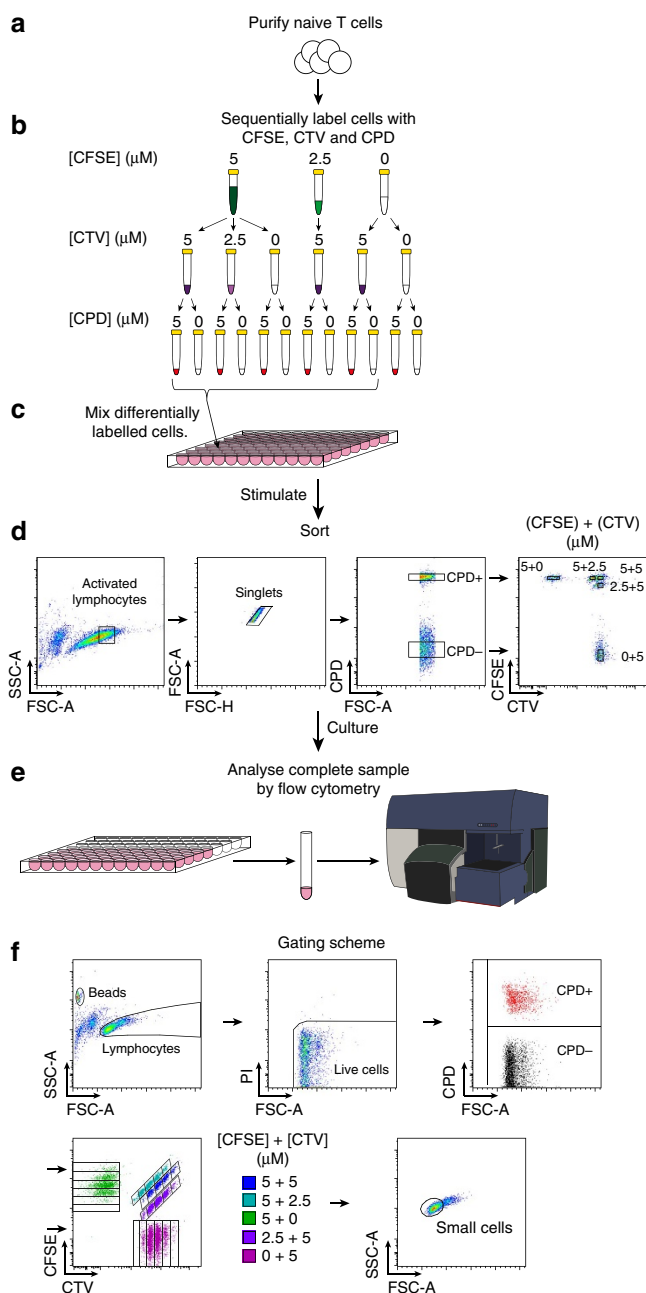 a
Purify naive T cells
b
Sequentially label cells with
CFSE, CTV and CPD
[CFSE] (μM)
5 2.5 0
[CTV] (μM)
5 2.5 0 5 5 0
[CPD] (μM)
5 0 5 0 5 0 5 0 5 0 5 0
c
Mix differentially
labelled cells.
Stimulate
d
Sort
(CFSE) + (CTV)
(μM)
Activated
lymphocytes
SSC-A
FSC-A
Singlets
FSC-A
FSC-H
CPD+
CPD–
CPD
FSC-A
5+0 5+2.5 5+5
2.5+5
0+5
CFSE
CTV
Culture
e
Analyse complete sample
by flow cytometry
f
Gating scheme
Beads
Lymphocytes
SSC-A
FSC-A
Live cells
PI
FSC-A
CPD+
CPD–
CPD
FSC-A
CFSE
CTV
[CFSE] + [CTV]
(μM)
5 + 5
5 + 2.5
5 + 0
2.5 + 5
0 + 5
Small cells
SSC-A
FSC-A